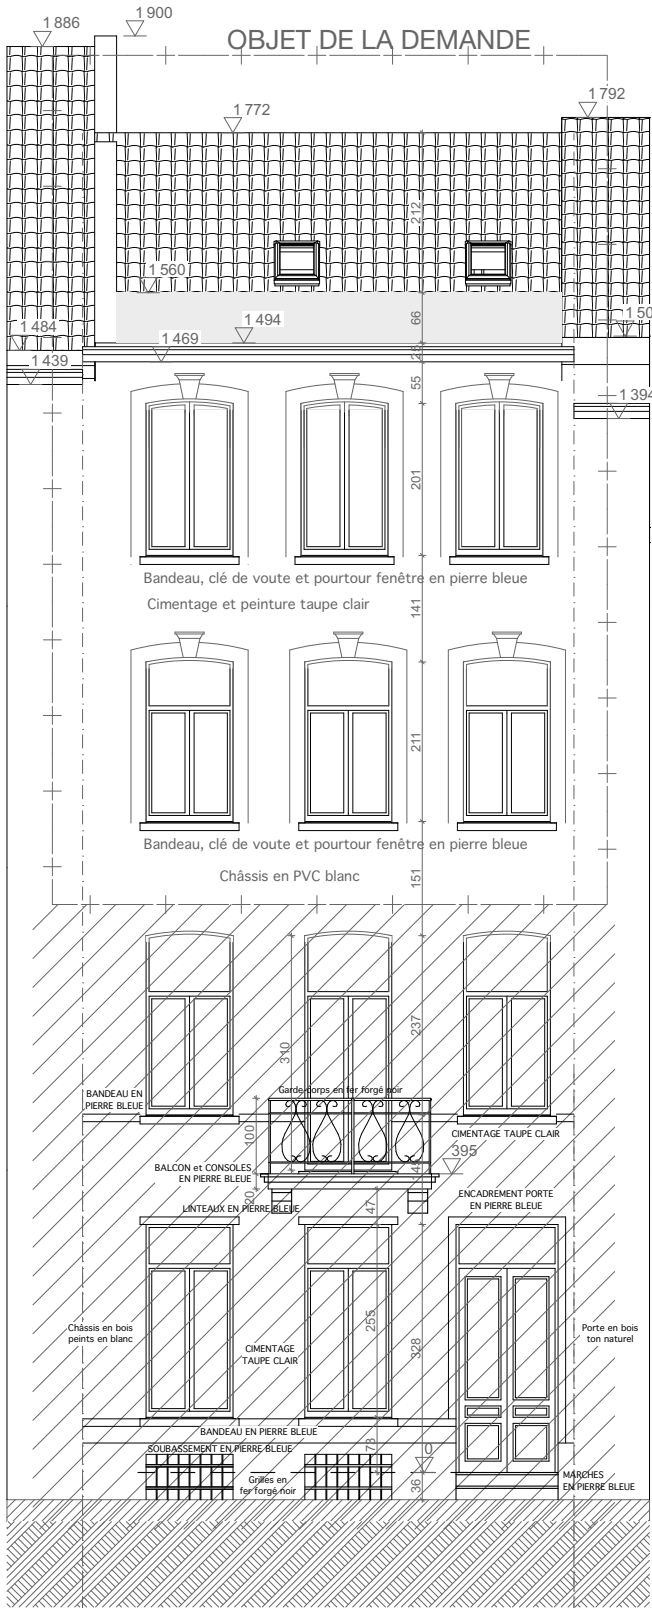 1 900
1 886
OBJET DE LA DEMANDE
1 792
1 772
212
1 560
66
1 494
1 484
1 469
1 439
1 394
55
201
Bandeau, clé de voute et pourtour fenêtre en pierre bleue
Cimentage et peinture taupe clair
141
211
Bandeau, clé de voute et pourtour fenêtre en pierre bleue
Châssis en PVC blanc
151
237
310
Garde-corps en fer forgé noir
BANDEAU EN
PIERRE BLEUE
100
CIMENTAGE TAUPE CLAIR
395
BALCON et CONSOLES
EN PIERRE BLEUE
20
ENCADREMENT PORTE
EN PIERRE BLEUE
LINTEAUX EN PIERRE BLEUE
47
Châssis en bois
peints en blanc
255
328
Porte en bois
ton naturel
CIMENTAGE
TAUPE CLAIR
BANDEAU EN PIERRE BLEUE
SOUBASSEMENT EN PIERRE BLEUE
73
0
Grilles en
fer forgé noir
36
MARCHES
EN PIERRE BLEUE